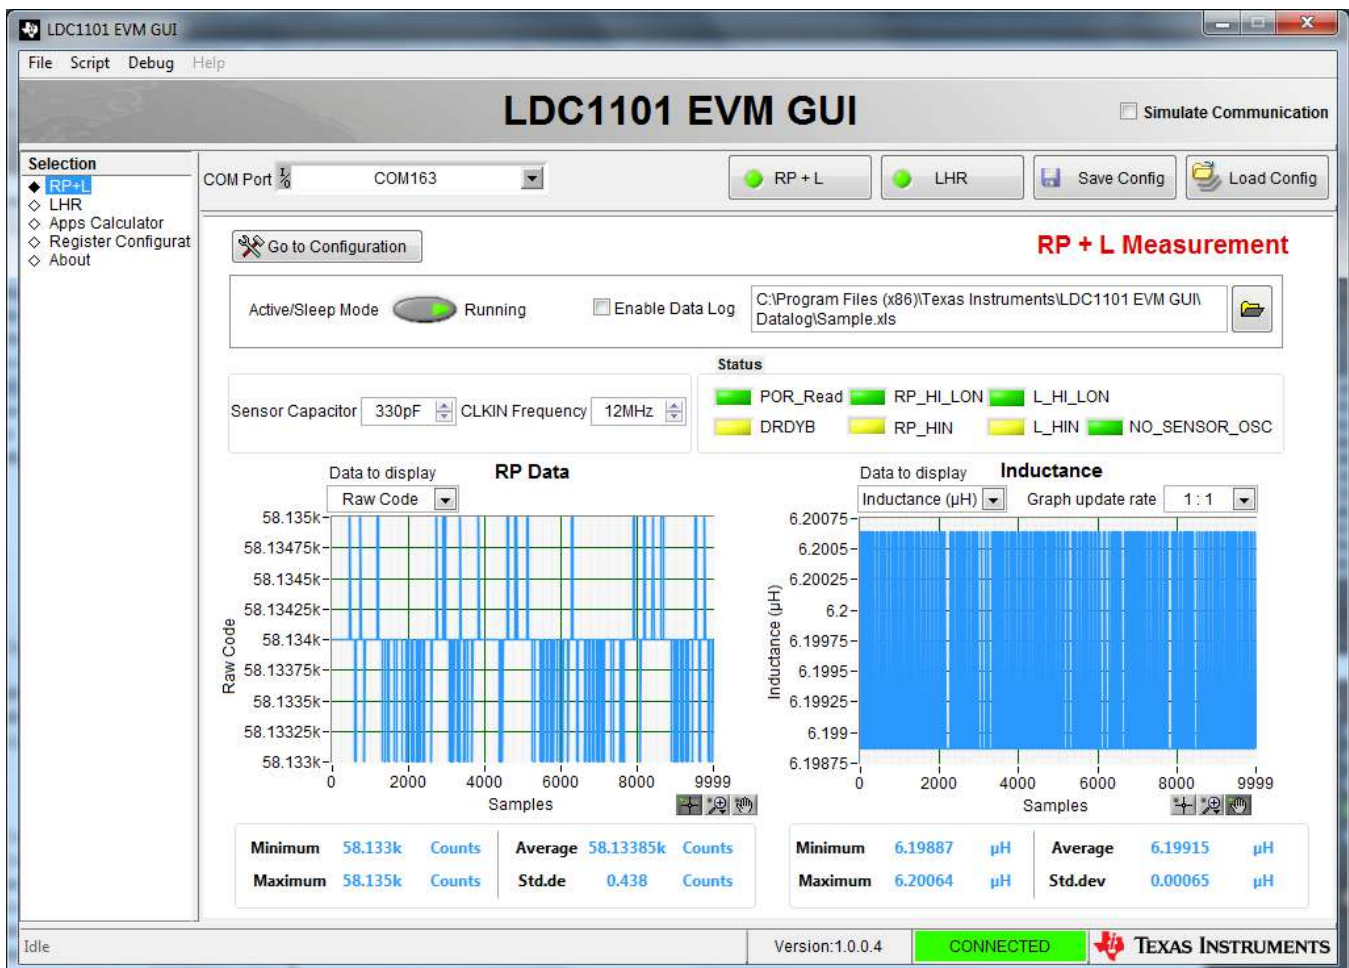 LDC1101 EVM GUI
File Script Debug Help
LDC1101 EVM GUI
Simulate Communication
Selection
RP+L
LHR
Apps Calculator
Register Configurat
About
COM Port I/0 COM163
RP + L
LHR
Save Config
Load Config
Go to Configuration
RP + L Measurement
Active/Sleep Mode Running
Enable Data Log
C:\Program Files (x86)\Texas Instruments\LDC1101 EVM GUI\
Datalog\Sample.xls
Status
Sensor Capacitor 330pF CLKIN Frequency 12MHz
POR_Read RP_HI_LON L_HI_LON
DRDYB RP_HIN L_HIN NO_SENSOR_OSC
Data to display RP Data
Raw Code
58.135k
58.13475k
58.1345k
58.13425k
58.134k
58.13375k
58.1335k
58.13325k
58.133k
Raw Code
0 2000 4000 6000 8000 9999
Samples
Data to display Inductance
Inductance (µH) Graph update rate 1 : 1
6.20075
6.2005
6.20025
6.2
6.19975
6.1995
6.19925
6.199
6.19875
Inductance (µH)
0 2000 4000 6000 8000 9999
Samples
Minimum 58.133k Counts Average 58.13385k Counts
Maximum 58.135k Counts Std.de 0.438 Counts
Minimum 6.19887 µH Average 6.19915 µH
Maximum 6.20064 µH Std.dev 0.00065 µH
Idle
Version:1.0.0.4
CONNECTED
TEXAS INSTRUMENTS